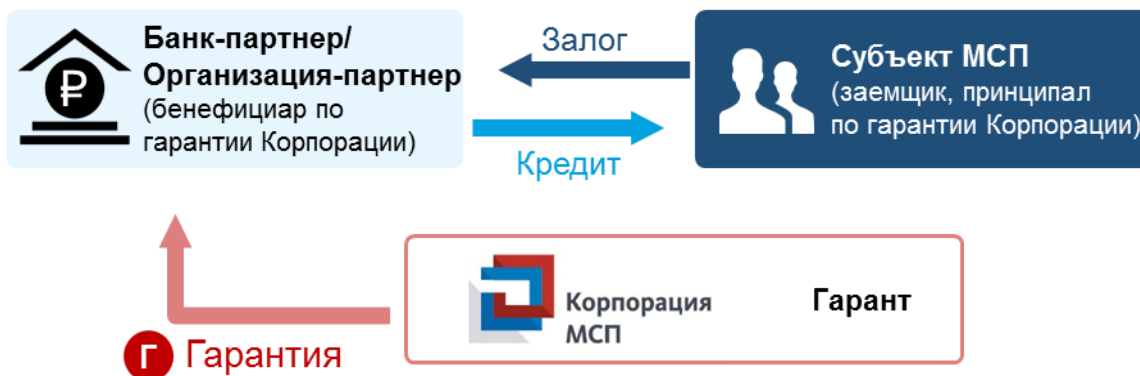 Банк-партнер/
Организация-партнер
(бенефициар по
гарантии Корпорации)
Залог
Кредит
Субъект МСП
(заемщик, принципал
по гарантии Корпорации)
Корпорация
МСП
Гарант
Г Гарантия